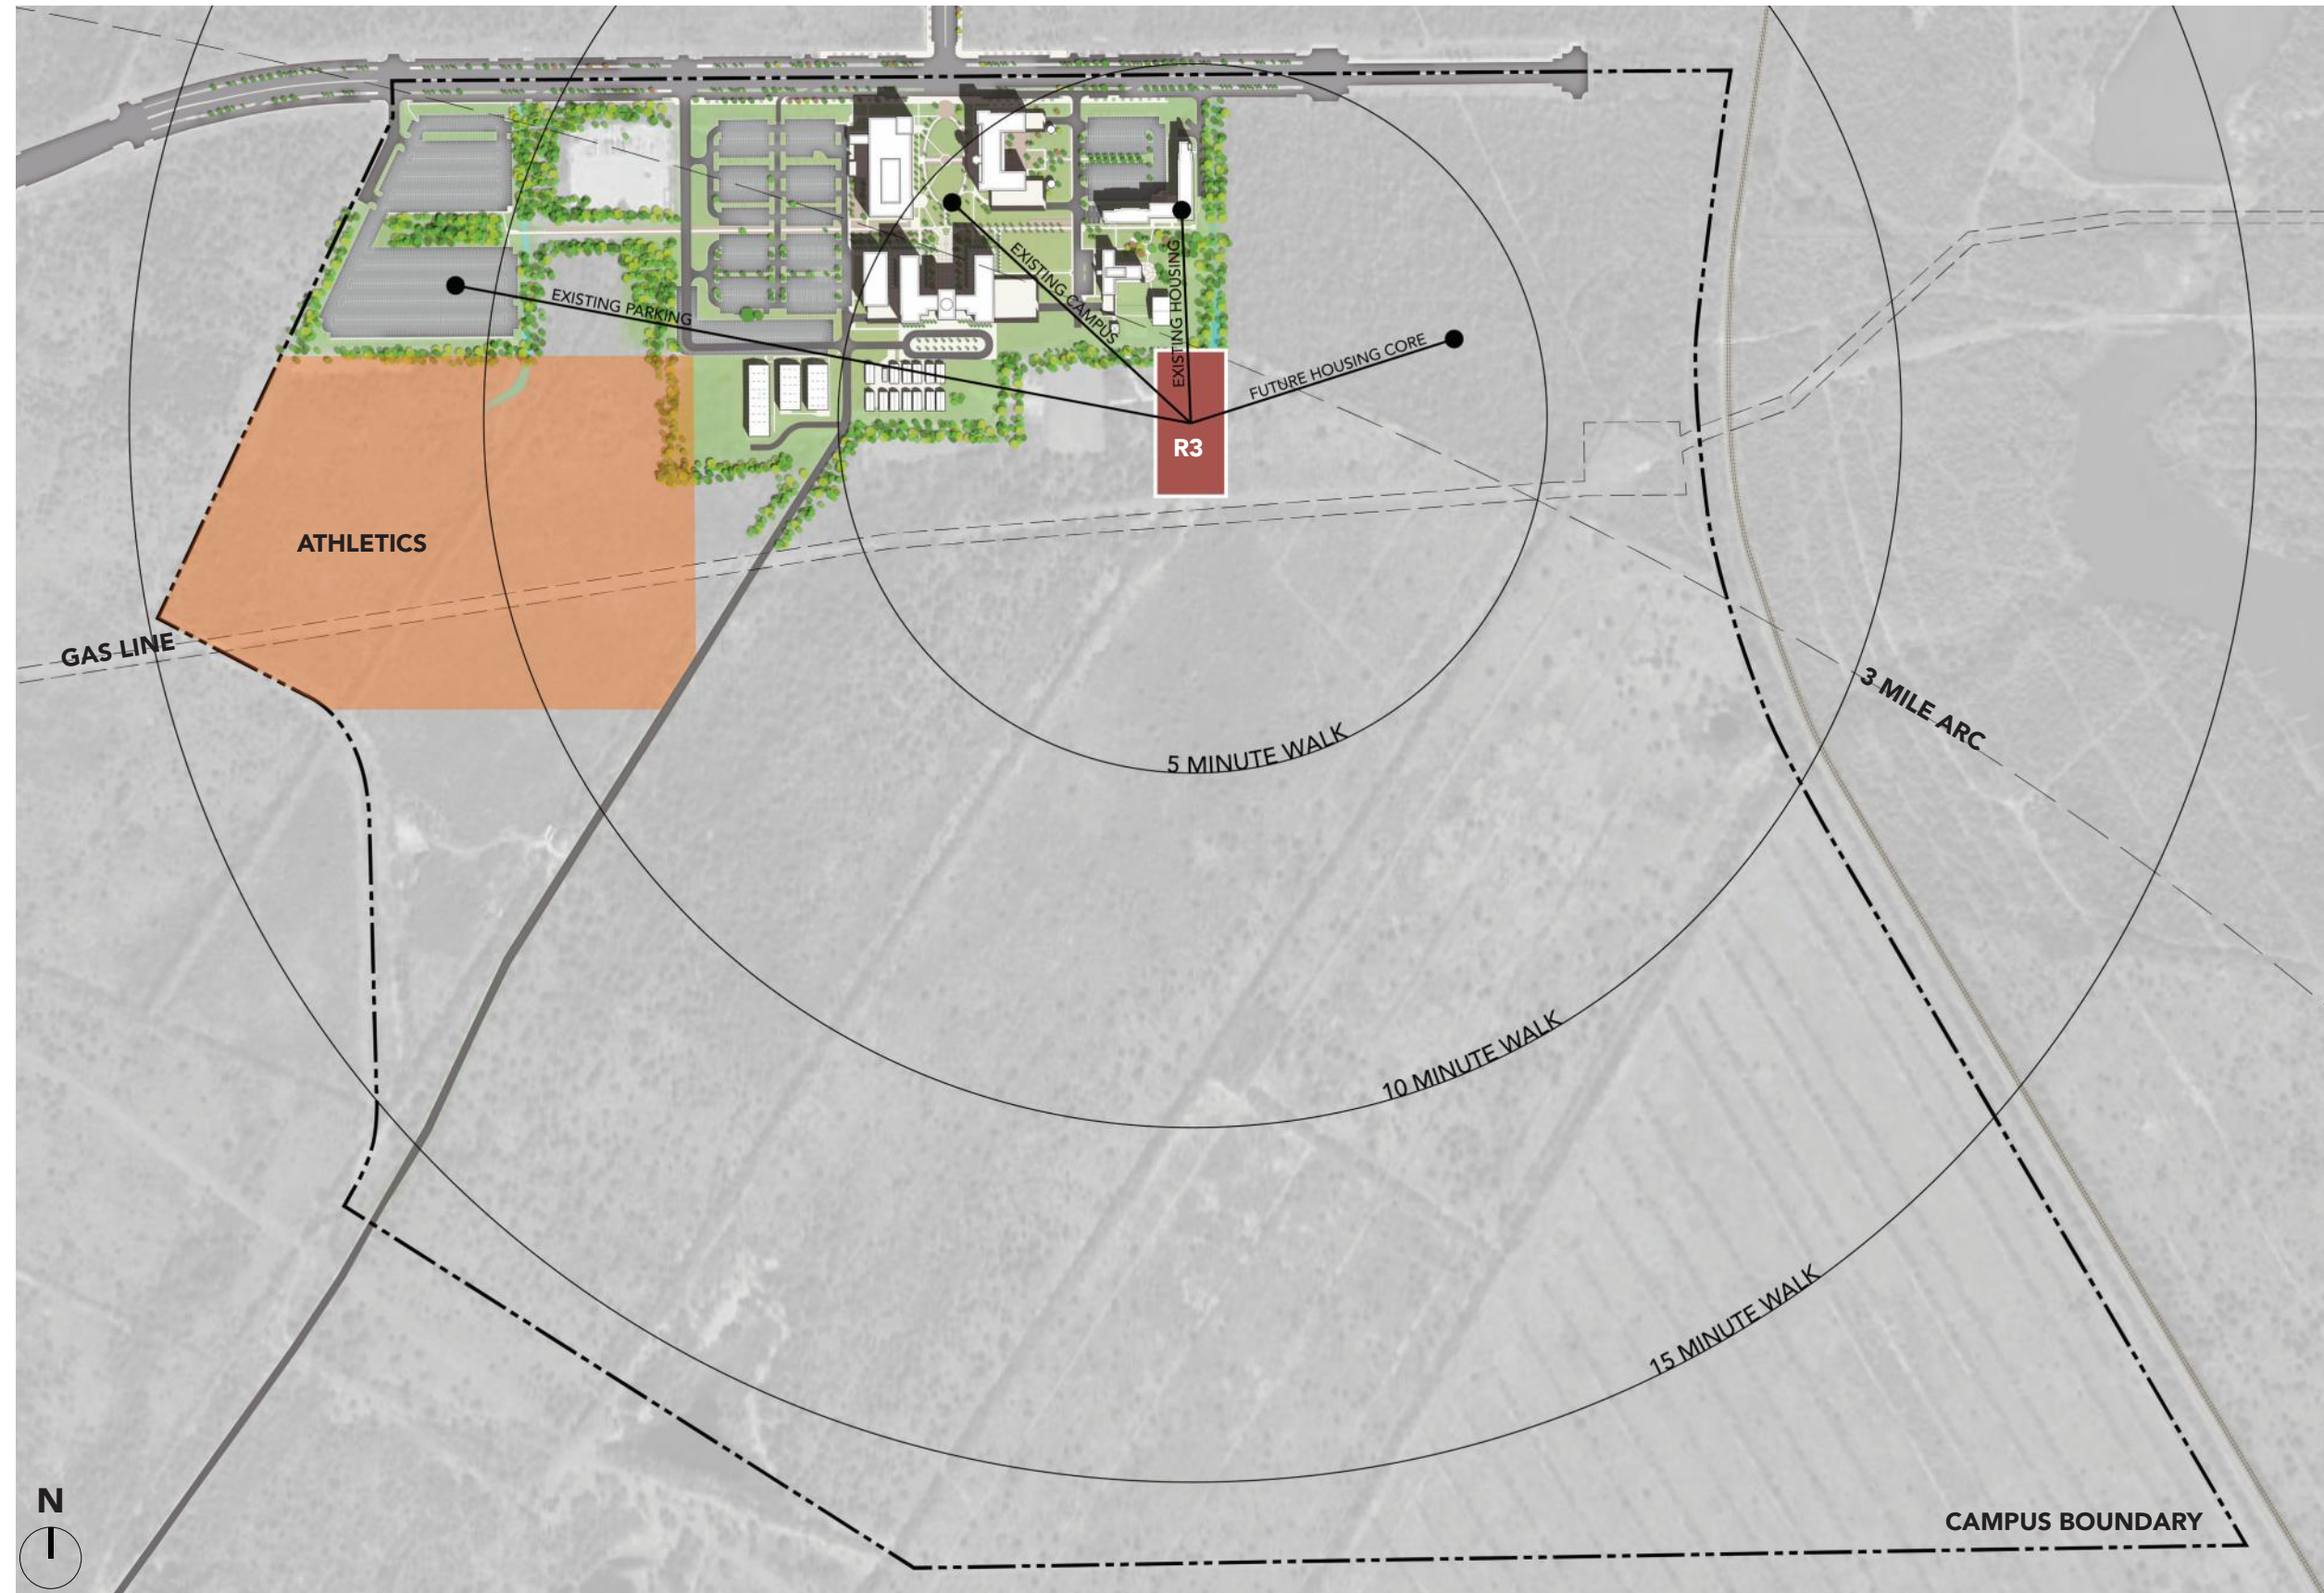 EXISTING CAMPUS
EXISTING HOUSING
EXISTING PARKING
FUTURE HOUSING CORE
R3
ATHLETICS
GAS LINE
3 MILE ARC
5 MINUTE WALK
10 MINUTE WALK
15 MINUTE WALK
N
CAMPUS BOUNDARY